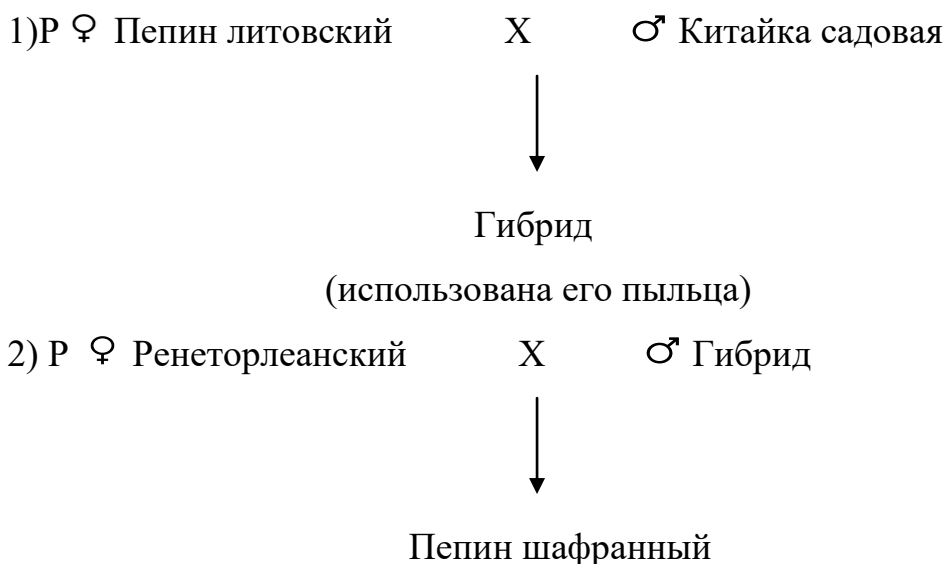 1)P ♀ Пепин литовский X ♂ Китайка садовая
Гибрид
(использована его пыльца)
2) P ♀ Ренеторлеанский X ♂ Гибрид
Пепин шафранный